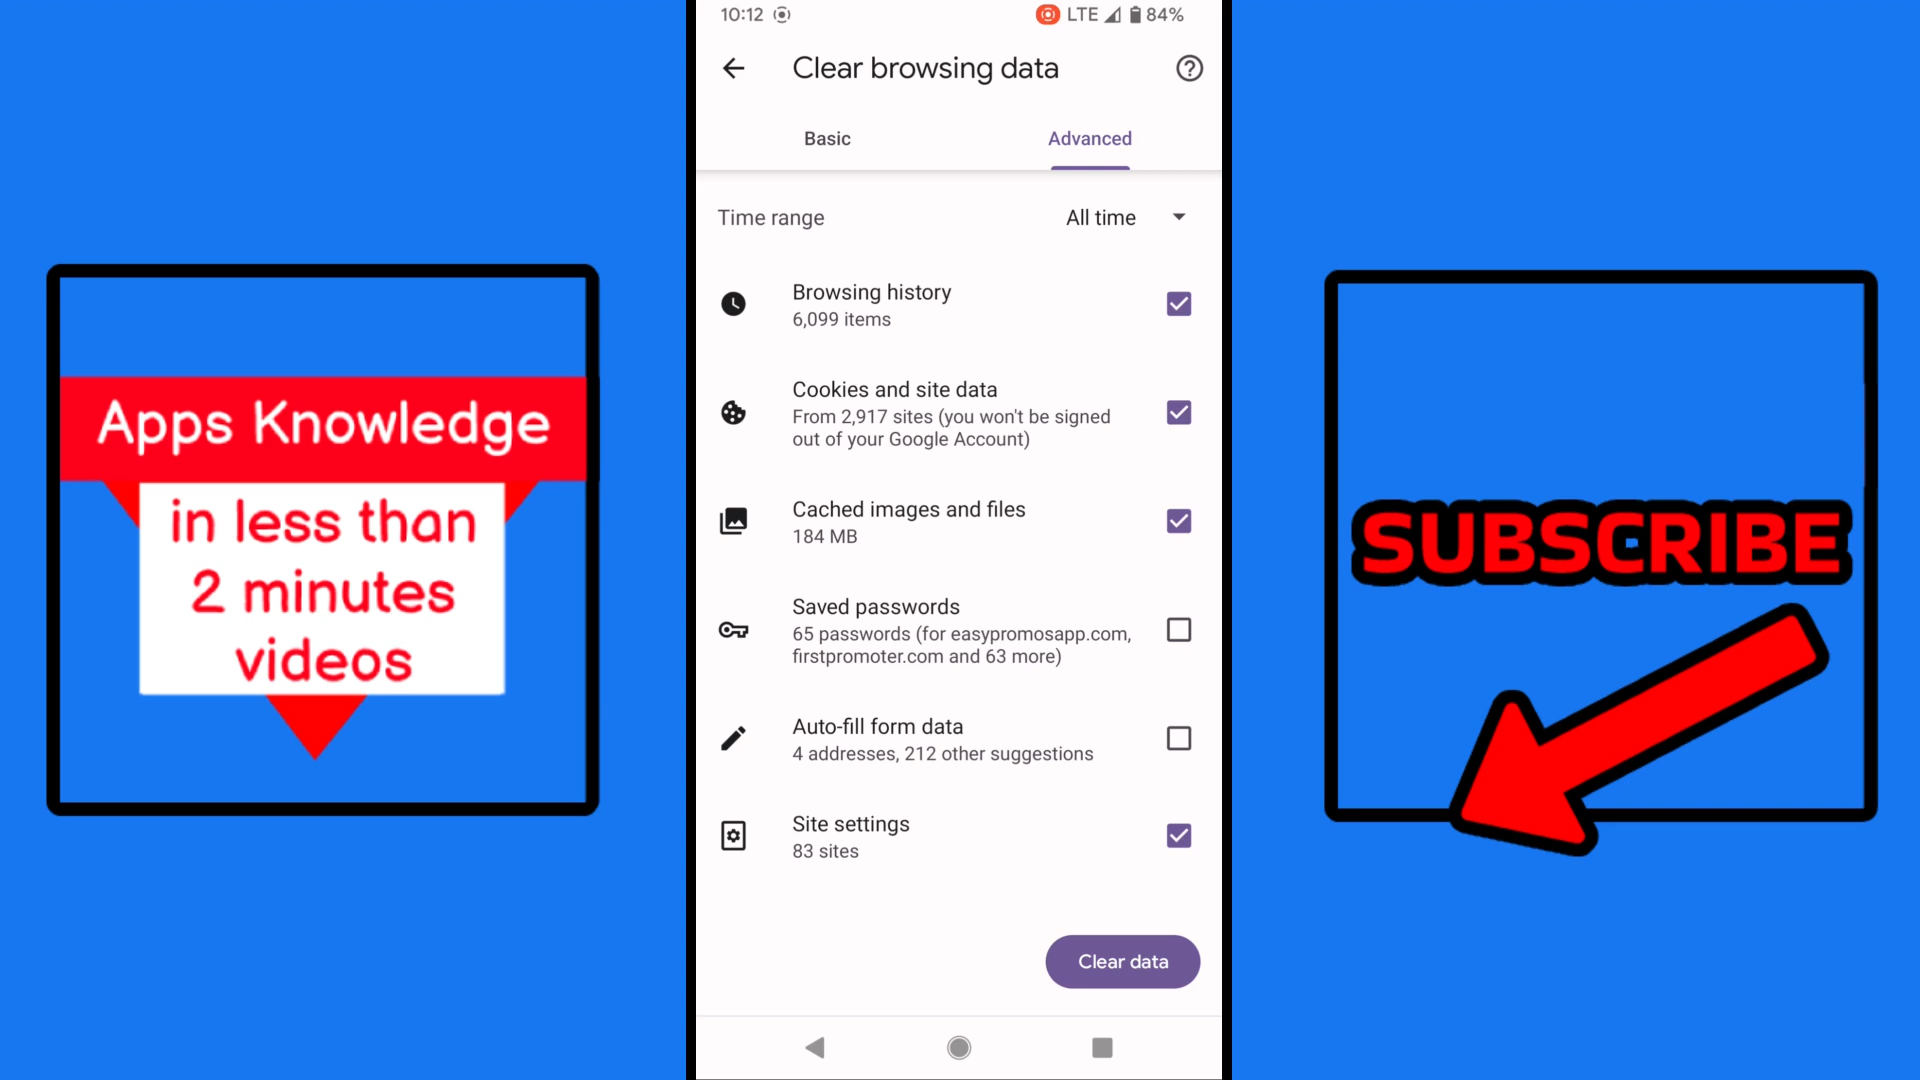 10:12 LTE 84%
Clear browsing data
Basic Advanced
Time range All time
Browsing history
6,099 items
Cookies and site data
From 2,917 sites (you won't be signed
out of your Google Account)
Cached images and files
184 MB
Saved passwords
65 passwords (for easypromosapp.com,
firstpromoter.com and 63 more)
Auto-fill form data
4 addresses, 212 other suggestions
Site settings
83 sites
Clear data
Apps Knowledge
in less than
2 minutes
videos
SUBSCRIBE